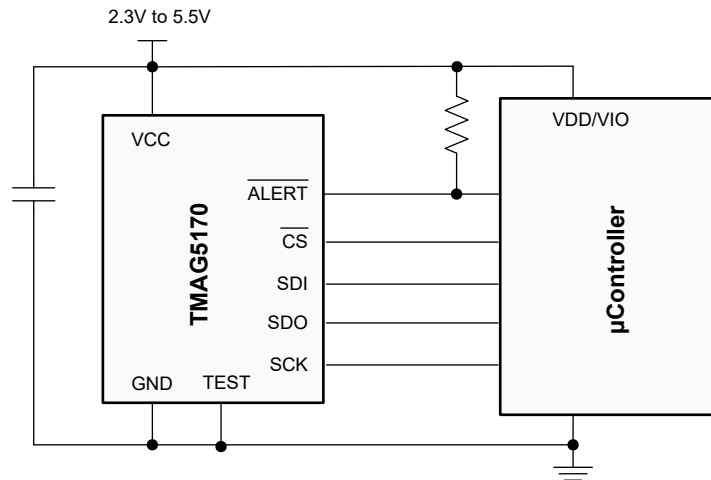 2.3V to 5.5V
VCC
VDD/VIO
ALERT
CS
SDI
SDO
SCK
TMAG5170
µController
GND TEST